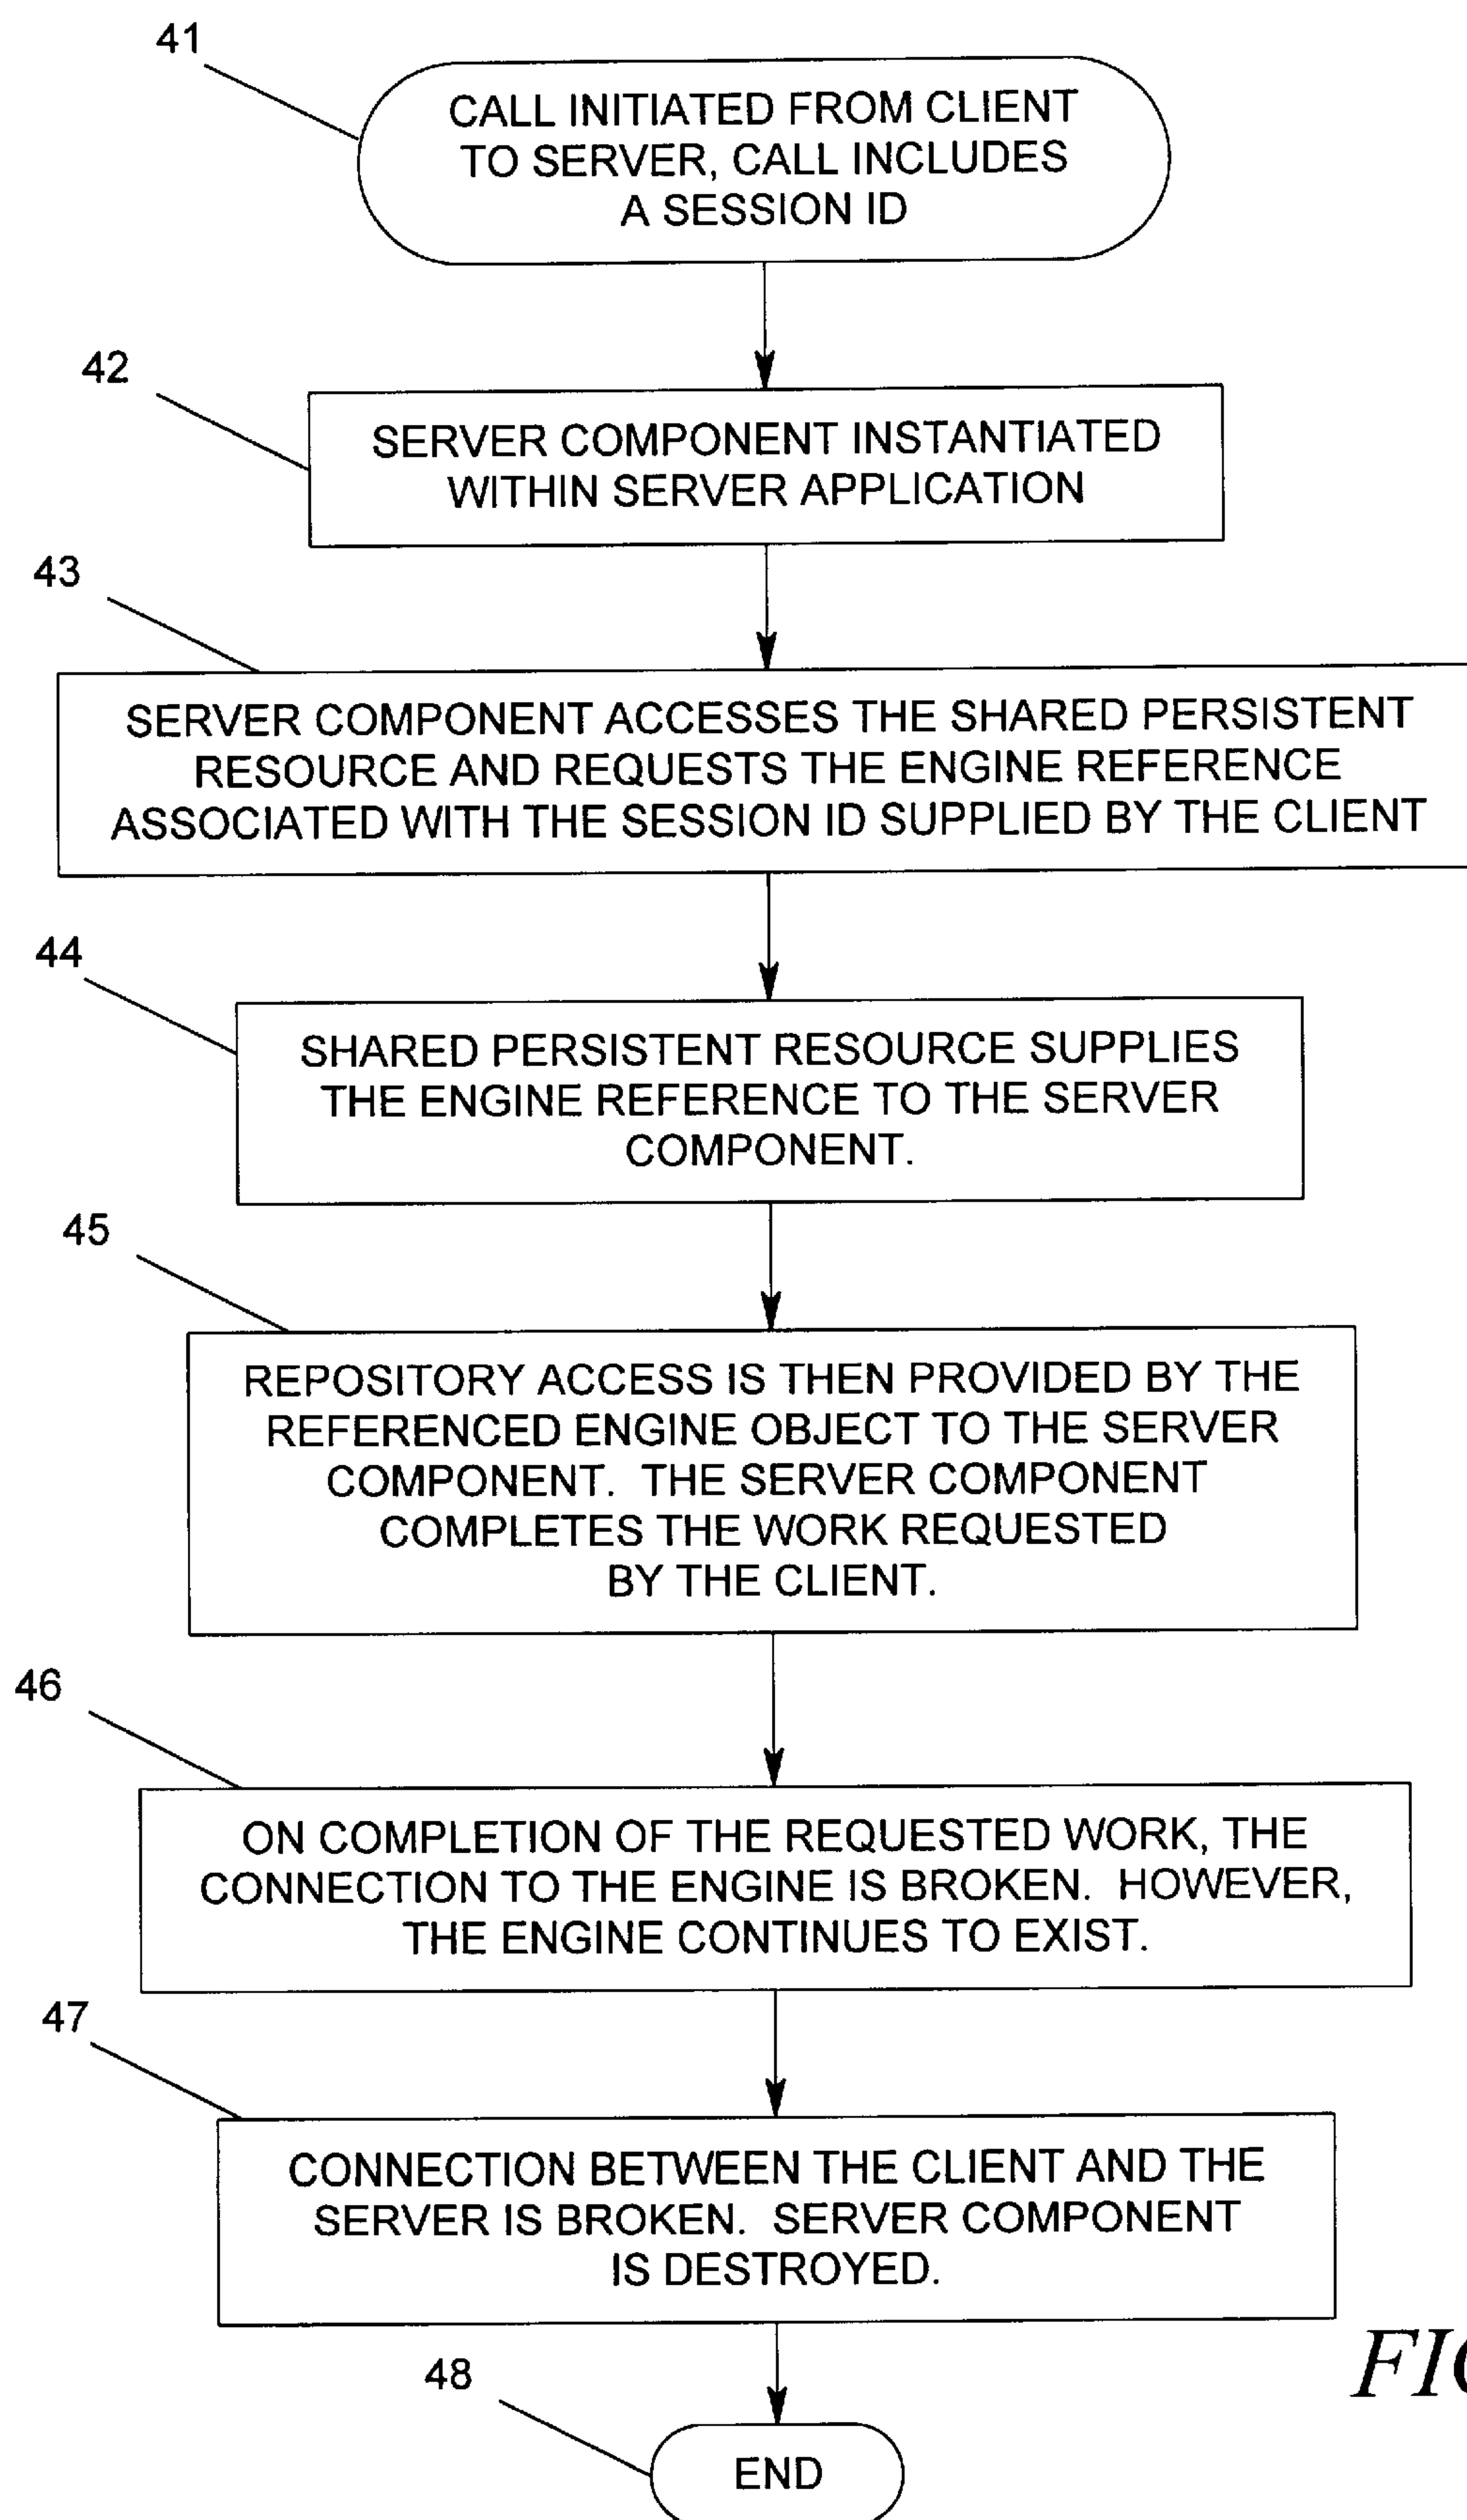 41
CALL INITIATED FROM CLIENT
TO SERVER, CALL INCLUDES
A SESSION ID
42
SERVER COMPONENT INSTANTIATED
WITHIN SERVER APPLICATION
43
SERVER COMPONENT ACCESSES THE SHARED PERSISTENT
RESOURCE AND REQUESTS THE ENGINE REFERENCE
ASSOCIATED WITH THE SESSION ID SUPPLIED BY THE CLIENT
44
SHARED PERSISTENT RESOURCE SUPPLIES
THE ENGINE REFERENCE TO THE SERVER
COMPONENT.
45
REPOSITORY ACCESS IS THEN PROVIDED BY THE
REFERENCED ENGINE OBJECT TO THE SERVER
COMPONENT. THE SERVER COMPONENT
COMPLETES THE WORK REQUESTED
BY THE CLIENT.
46
ON COMPLETION OF THE REQUESTED WORK, THE
CONNECTION TO THE ENGINE IS BROKEN. HOWEVER,
THE ENGINE CONTINUES TO EXIST.
47
CONNECTION BETWEEN THE CLIENT AND THE
SERVER IS BROKEN. SERVER COMPONENT
IS DESTROYED.
48
END